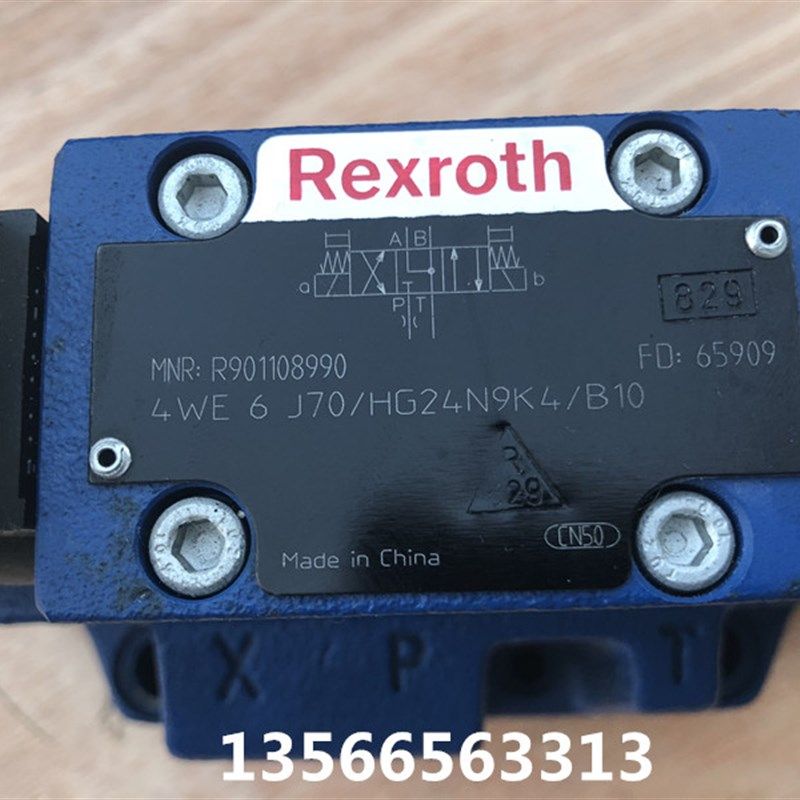 Rexroth
A B
a b
T
P T
829
MNR: R901108990
FD: 65909
4WE 6 J70/HG24N9K4/B10
R
29
CN50
Made in China
X P T
13566563313